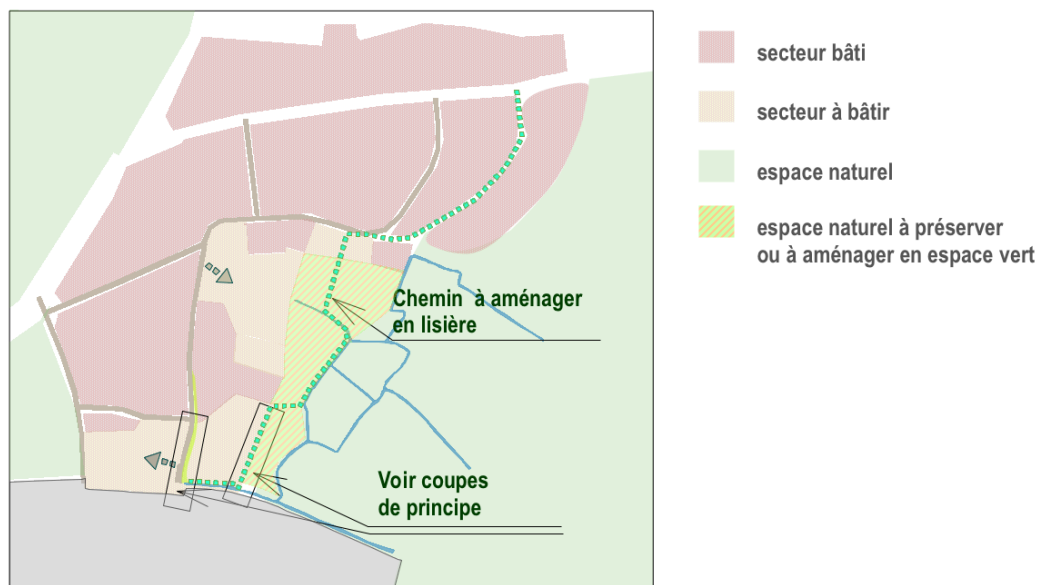 secteur bâti
secteur à bâtir
espace naturel
espace naturel à préserver
ou à aménager en espace vert
Chemin à aménager
en lisière
Voir coupes
de principe